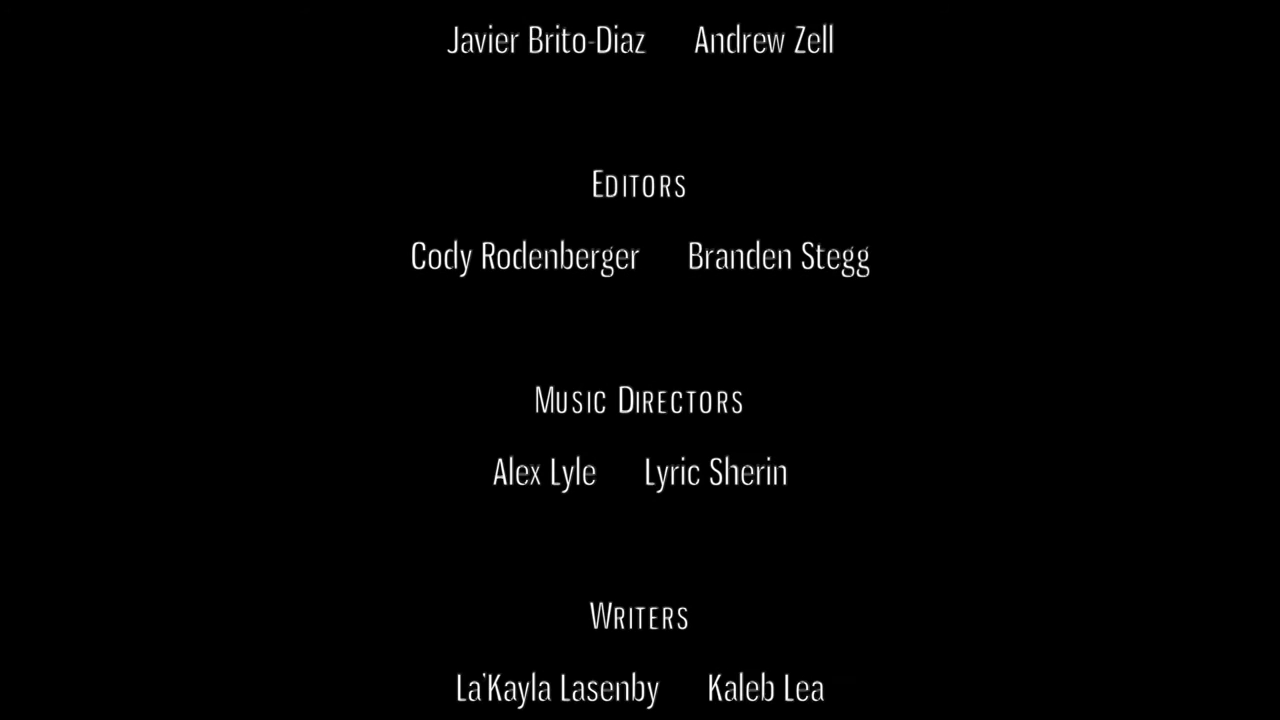 Javier Brito-Diaz Andrew Zell
Editors
Cody Rodenberger Branden Stegg
Music Directors
Alex Lyle Lyric Sherin
Writers
La'Kayla Lasenby Kaleb Lea